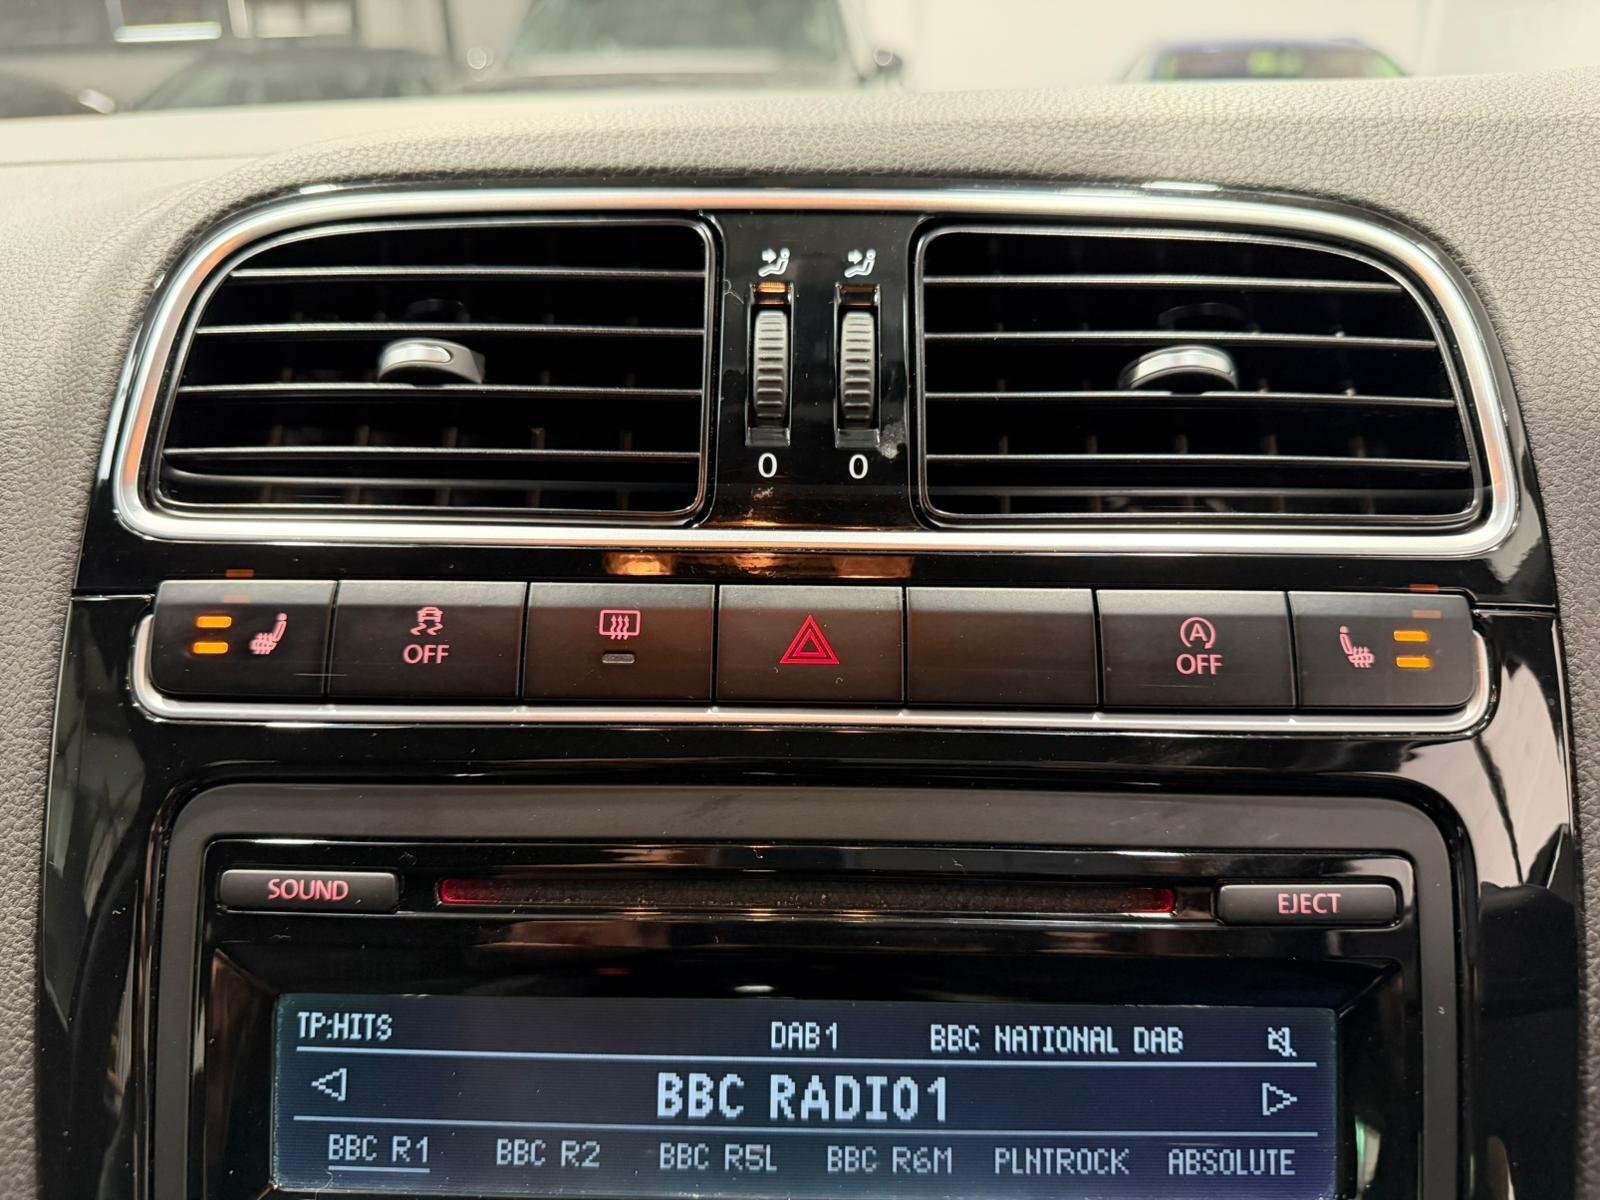 0 0
OFF
A
OFF
SOUND
EJECT
TP:HITS DAB1 BBC NATIONAL DAB
BBC RADIO1
BBC R1 BBC R2 BBC R5L BBC R6M PLNTROCK ABSOLUTE